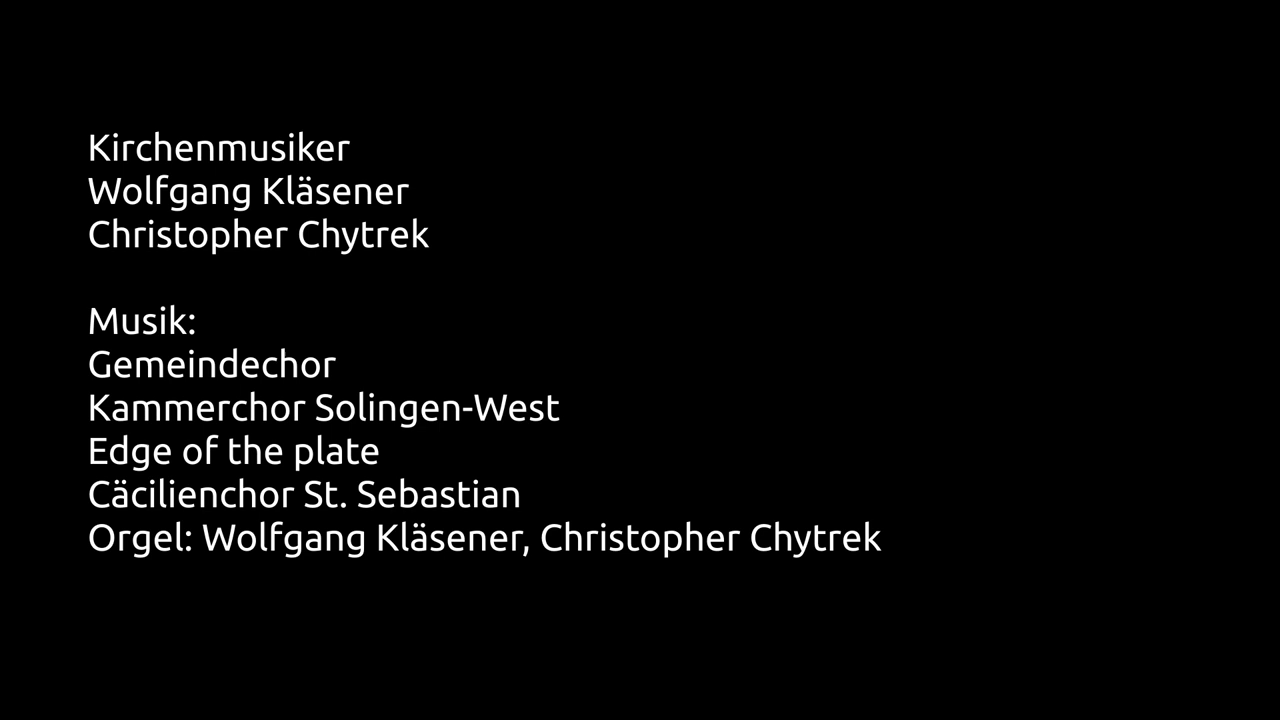 Kirchenmusiker
Wolfgang Kläsener
Christopher Chytrek
Musik:
Gemeindechor
Kammerchor Solingen-West
Edge of the plate
Cäcilienchor St. Sebastian
Orgel: Wolfgang Kläsener, Christopher Chytrek